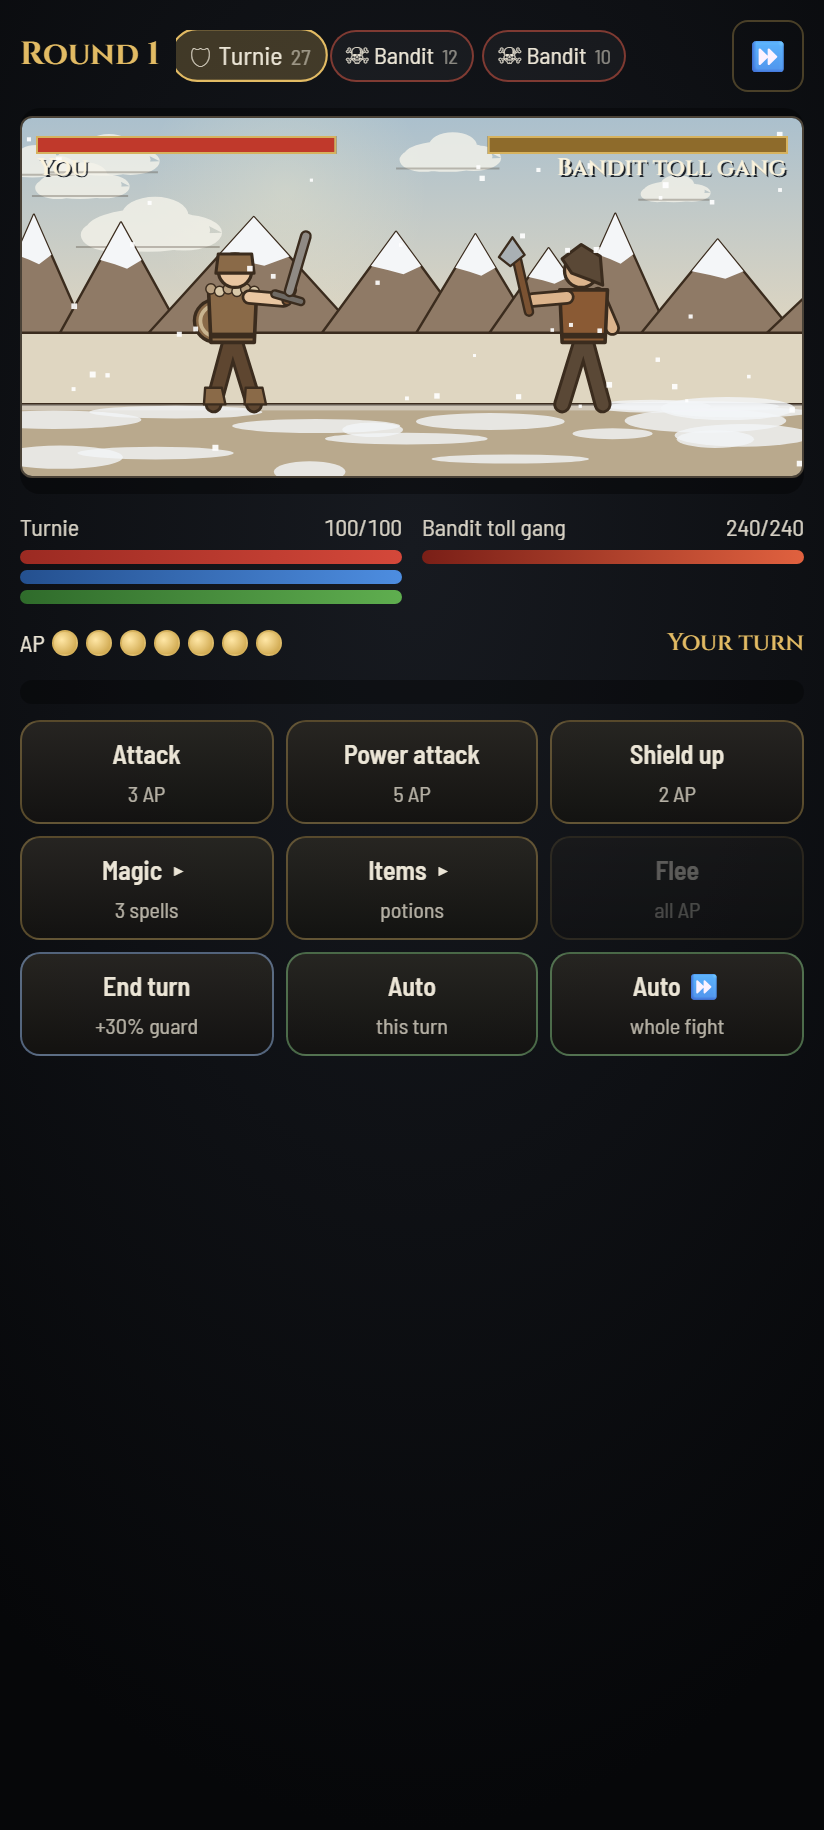 Round 1 Turnie 27 Bandit 12 Bandit 10
You Bandit toll gang
Turnie 100/100 Bandit toll gang 240/240
AP Your turn
Attack Power attack Shield up
3 AP 5 AP 2 AP
Magic ▸ Items ▸ Flee
3 spells potions all AP
End turn Auto Auto ⏩
+30% guard this turn whole fight